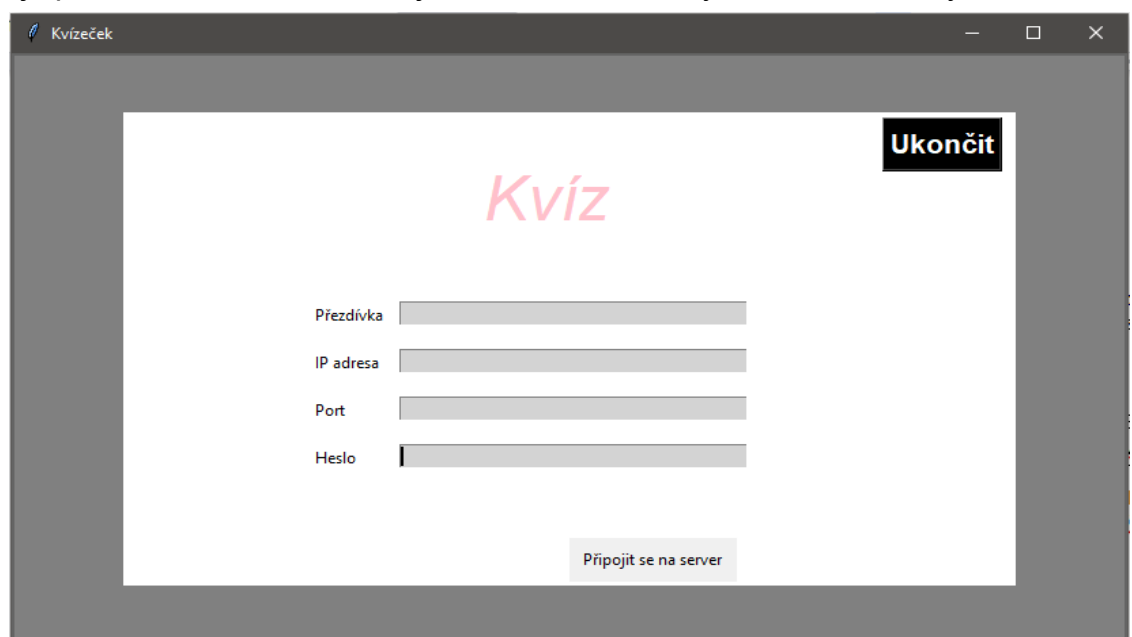 Kvízeček
Ukončit
Kvíz
Přezdívka
IP adresa
Port
Heslo
Připojit se na server